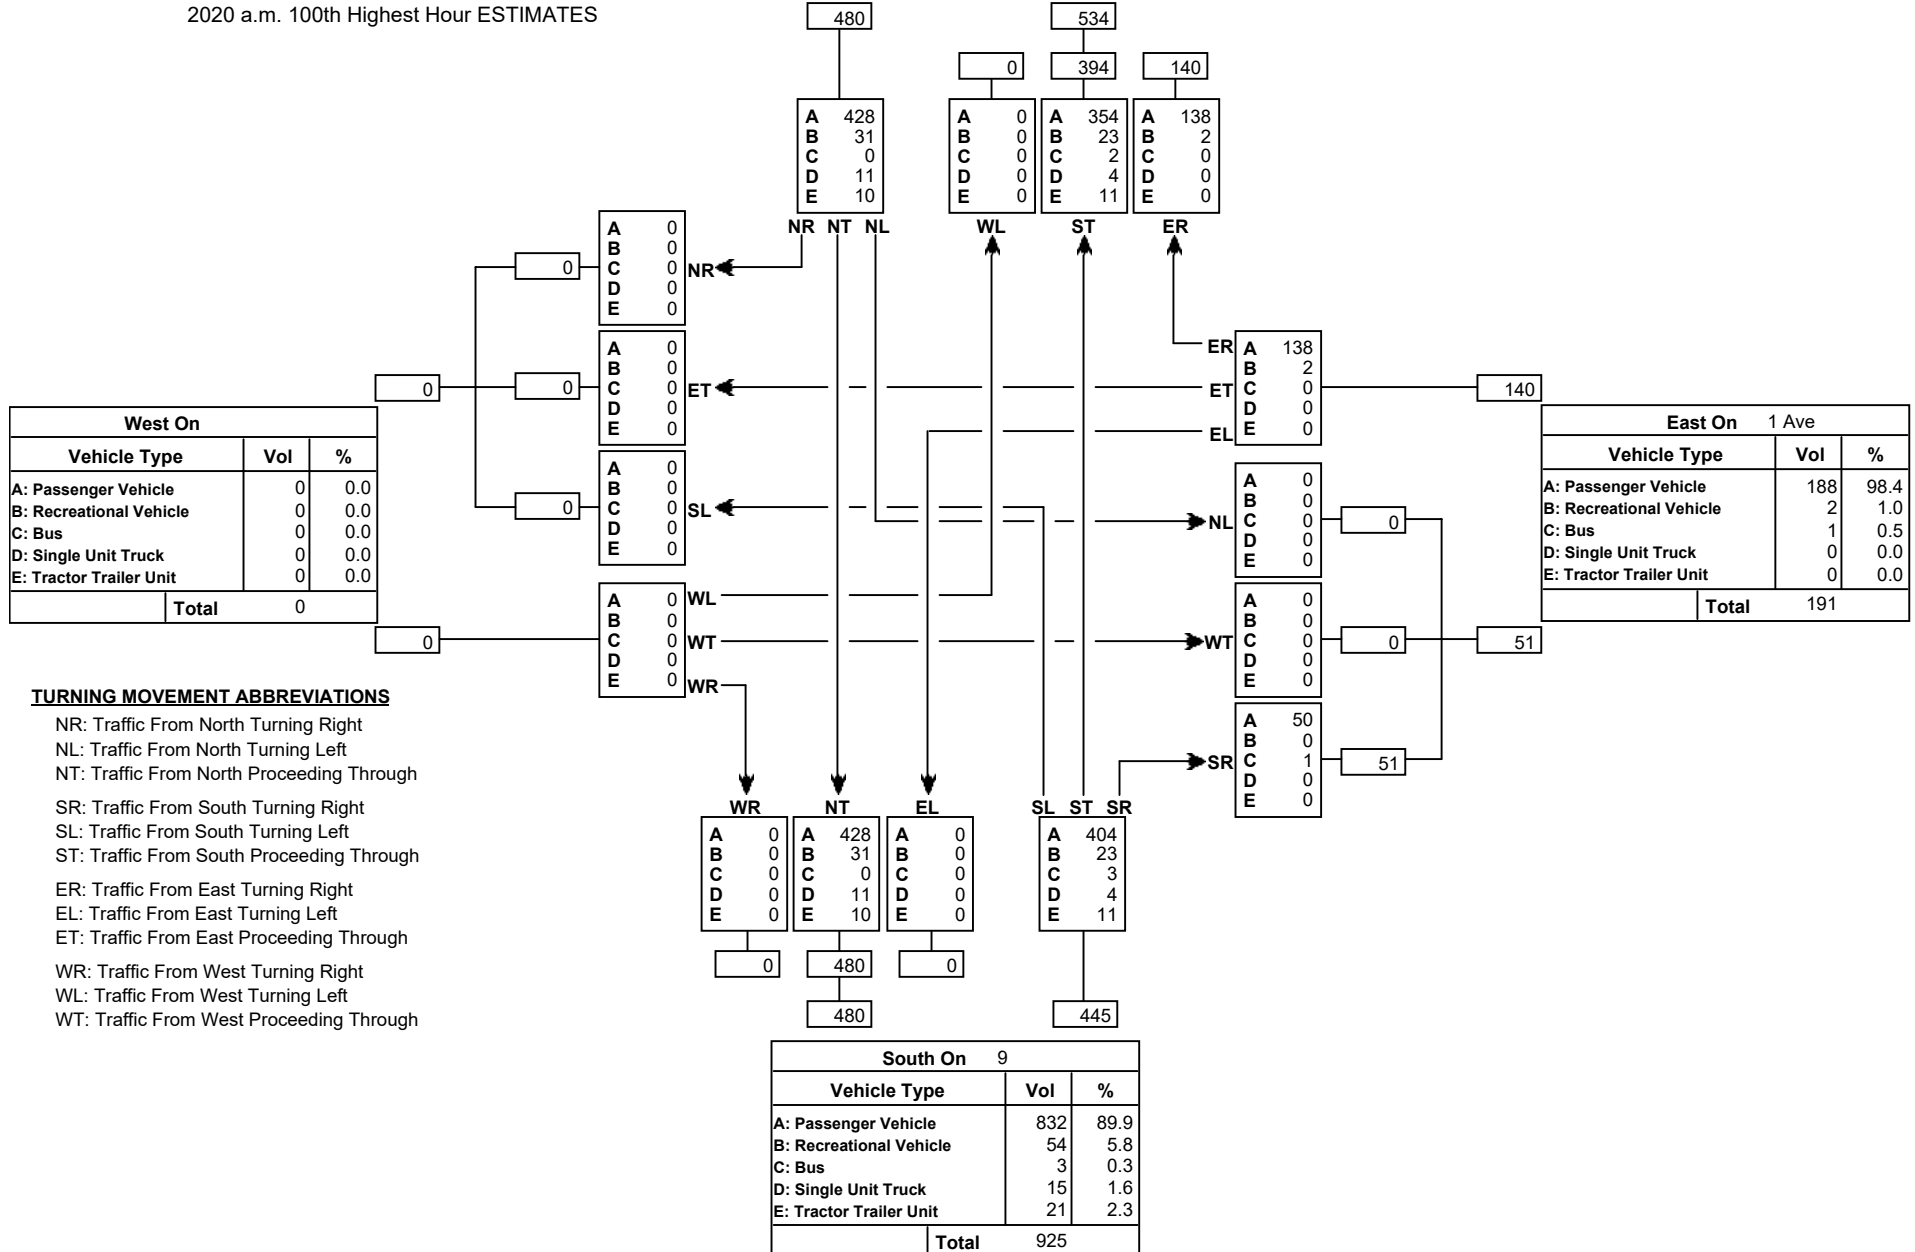 2020 a.m. 100th Highest Hour ESTIMATES
480
534
0
394
140
A 428
B 31
C 0
D 11
E 10
A 0
B 0
C 0
D 0
E 0
A 354
B 23
C 2
D 4
E 11
A 138
B 2
C 0
D 0
E 0
NR NT NL
WL
ST
ER
A 0
B 0
C 0
D 0
E 0
0
NR
A 0
B 0
C 0
D 0
E 0
0
0
ET
A 0
B 0
C 0
D 0
E 0
0
SL
ER
ET
EL
A 138
B 2
C 0
D 0
E 0
140
West On
Vehicle Type Vol %
A: Passenger Vehicle 0 0.0
B: Recreational Vehicle 0 0.0
C: Bus 0 0.0
D: Single Unit Truck 0 0.0
E: Tractor Trailer Unit 0 0.0
Total 0
East On 1 Ave
Vehicle Type Vol %
A: Passenger Vehicle 188 98.4
B: Recreational Vehicle 2 1.0
C: Bus 1 0.5
D: Single Unit Truck 0 0.0
E: Tractor Trailer Unit 0 0.0
Total 191
NL
A 0
B 0
C 0
D 0
E 0
0
0
A 0
B 0
C 0
D 0
E 0
WL
WT
WR
WT
A 0
B 0
C 0
D 0
E 0
0
51
SR
A 50
B 0
C 1
D 0
E 0
51
TURNING MOVEMENT ABBREVIATIONS
NR: Traffic From North Turning Right
NL: Traffic From North Turning Left
NT: Traffic From North Proceeding Through
SR: Traffic From South Turning Right
SL: Traffic From South Turning Left
ST: Traffic From South Proceeding Through
ER: Traffic From East Turning Right
EL: Traffic From East Turning Left
ET: Traffic From East Proceeding Through
WR: Traffic From West Turning Right
WL: Traffic From West Turning Left
WT: Traffic From West Proceeding Through
WR
NT
EL
SL ST SR
A 0
B 0
C 0
D 0
E 0
A 428
B 31
C 0
D 11
E 10
A 0
B 0
C 0
D 0
E 0
A 404
B 23
C 3
D 4
E 11
0
480
0
480
445
South On 9
Vehicle Type Vol %
A: Passenger Vehicle 832 89.9
B: Recreational Vehicle 54 5.8
C: Bus 3 0.3
D: Single Unit Truck 15 1.6
E: Tractor Trailer Unit 21 2.3
Total 925